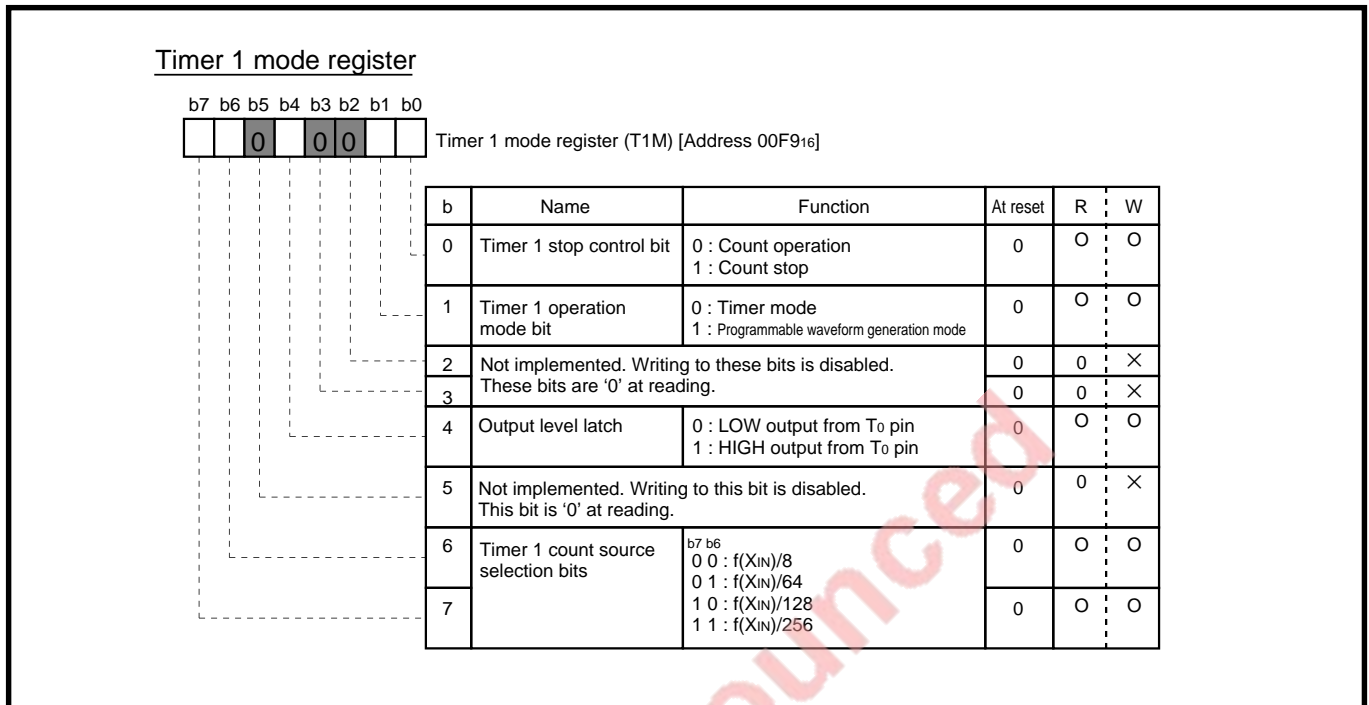 Timer 1 mode register
b7 b6 b5 b4 b3 b2 b1 b0
0 0 0 Timer 1 mode register (T1M) [Address 00F916]
b Name Function At reset R W
0 Timer 1 stop control bit 0 : Count operation 0 O O
1 : Count stop
1 Timer 1 operation 0 : Timer mode 0 O O
mode bit 1 : Programmable waveform generation mode
2 Not implemented. Writing to these bits is disabled. 0 0 ×
3 These bits are ‘0’ at reading. 0 0 ×
4 Output level latch 0 : LOW output from T0 pin 0 O O
1 : HIGH output from T0 pin
5 Not implemented. Writing to this bit is disabled. 0 0 ×
This bit is ‘0’ at reading.
6 Timer 1 count source b7 b6 0 O O
selection bits 0 0 : f(XIN)/8
0 1 : f(XIN)/64
7 1 0 : f(XIN)/128 0 O O
1 1 : f(XIN)/256